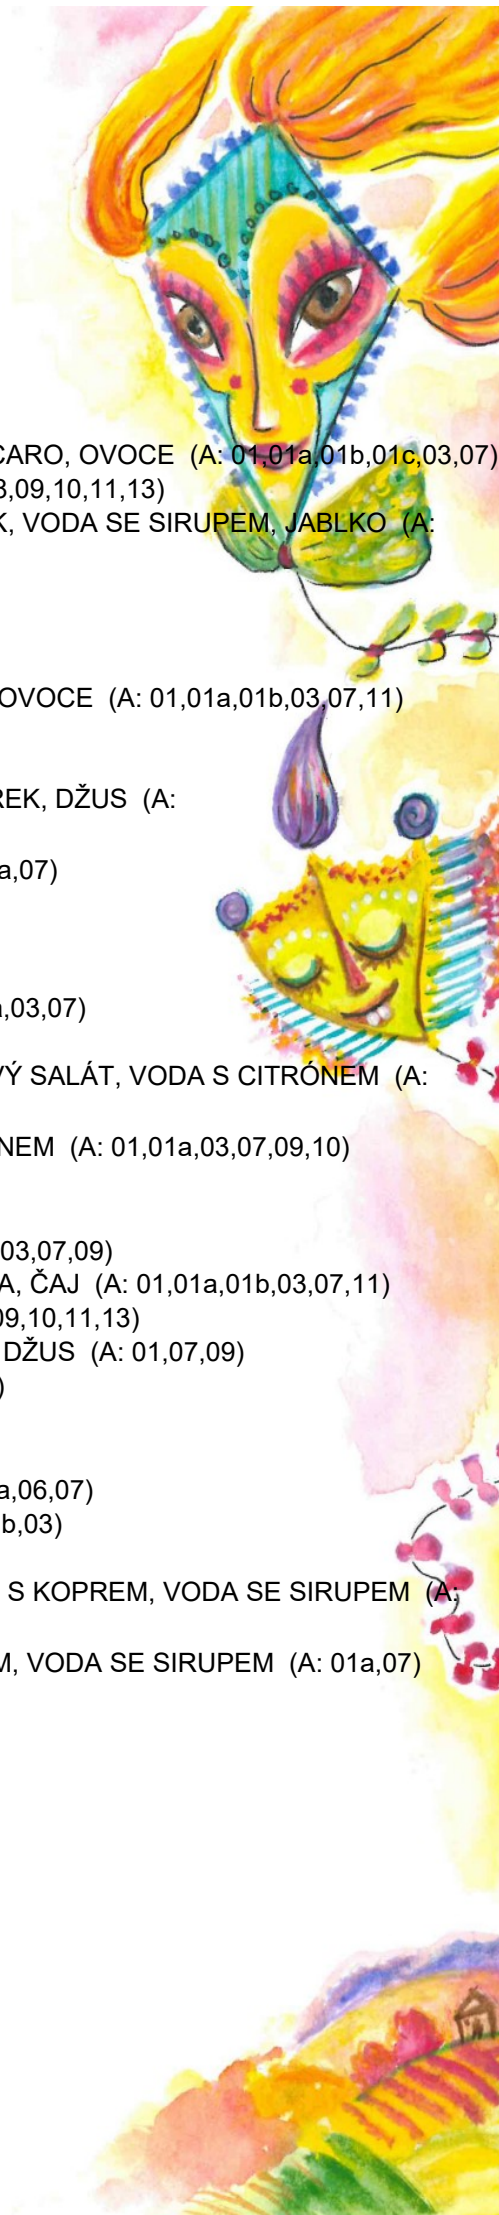 CARO, OVOCE (A: 01,01a,01b,01c,03,07)
3,09,10,11,13)
K, VODA SE SIRUPEM, JABLKO (A:
OVOCE (A: 01,01a,01b,03,07,11)
REK, DŽUS (A:
a,07)
a,03,07)
VÝ SALÁT, VODA S CITRÓNEM (A:
NEM (A: 01,01a,03,07,09,10)
03,07,09)
A, ČAJ (A: 01,01a,01b,03,07,11)
09,10,11,13)
DŽUS (A: 01,07,09)
)
a,06,07)
b,03)
S KOPREM, VODA SE SIRUPEM (A:
M, VODA SE SIRUPEM (A: 01a,07)